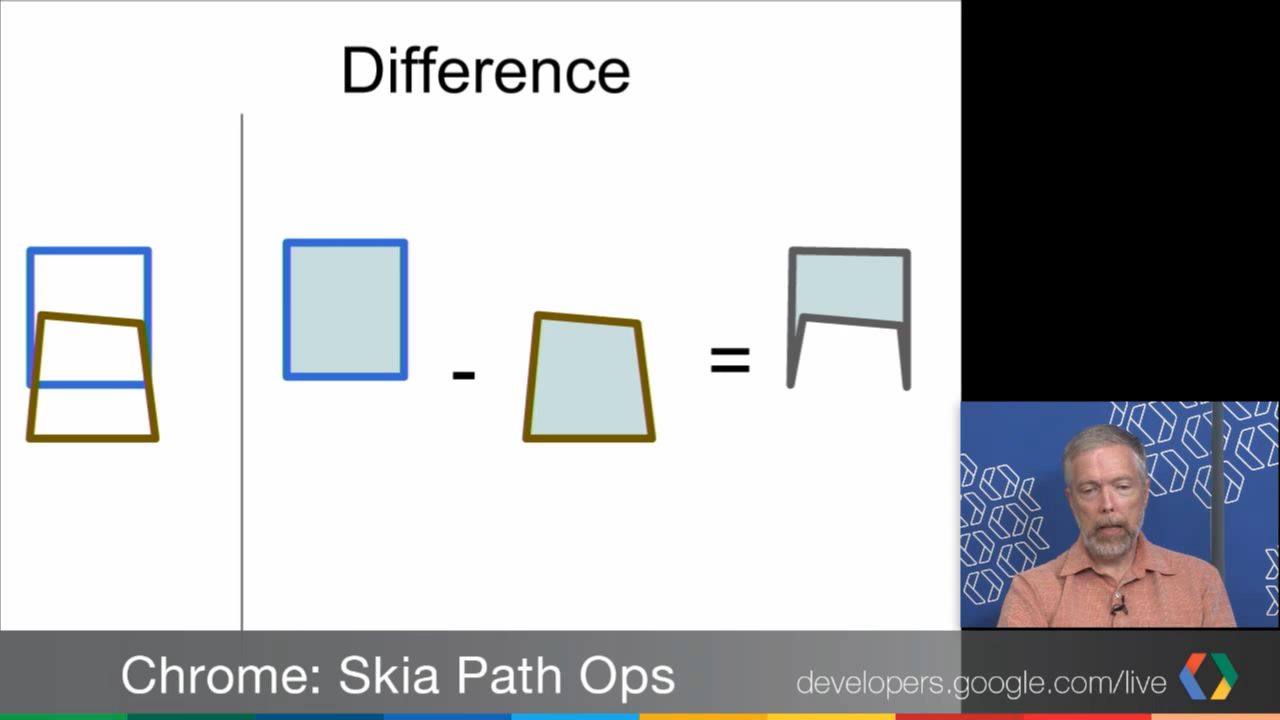 Difference
-
=
Chrome: Skia Path Ops
developers.google.com/live